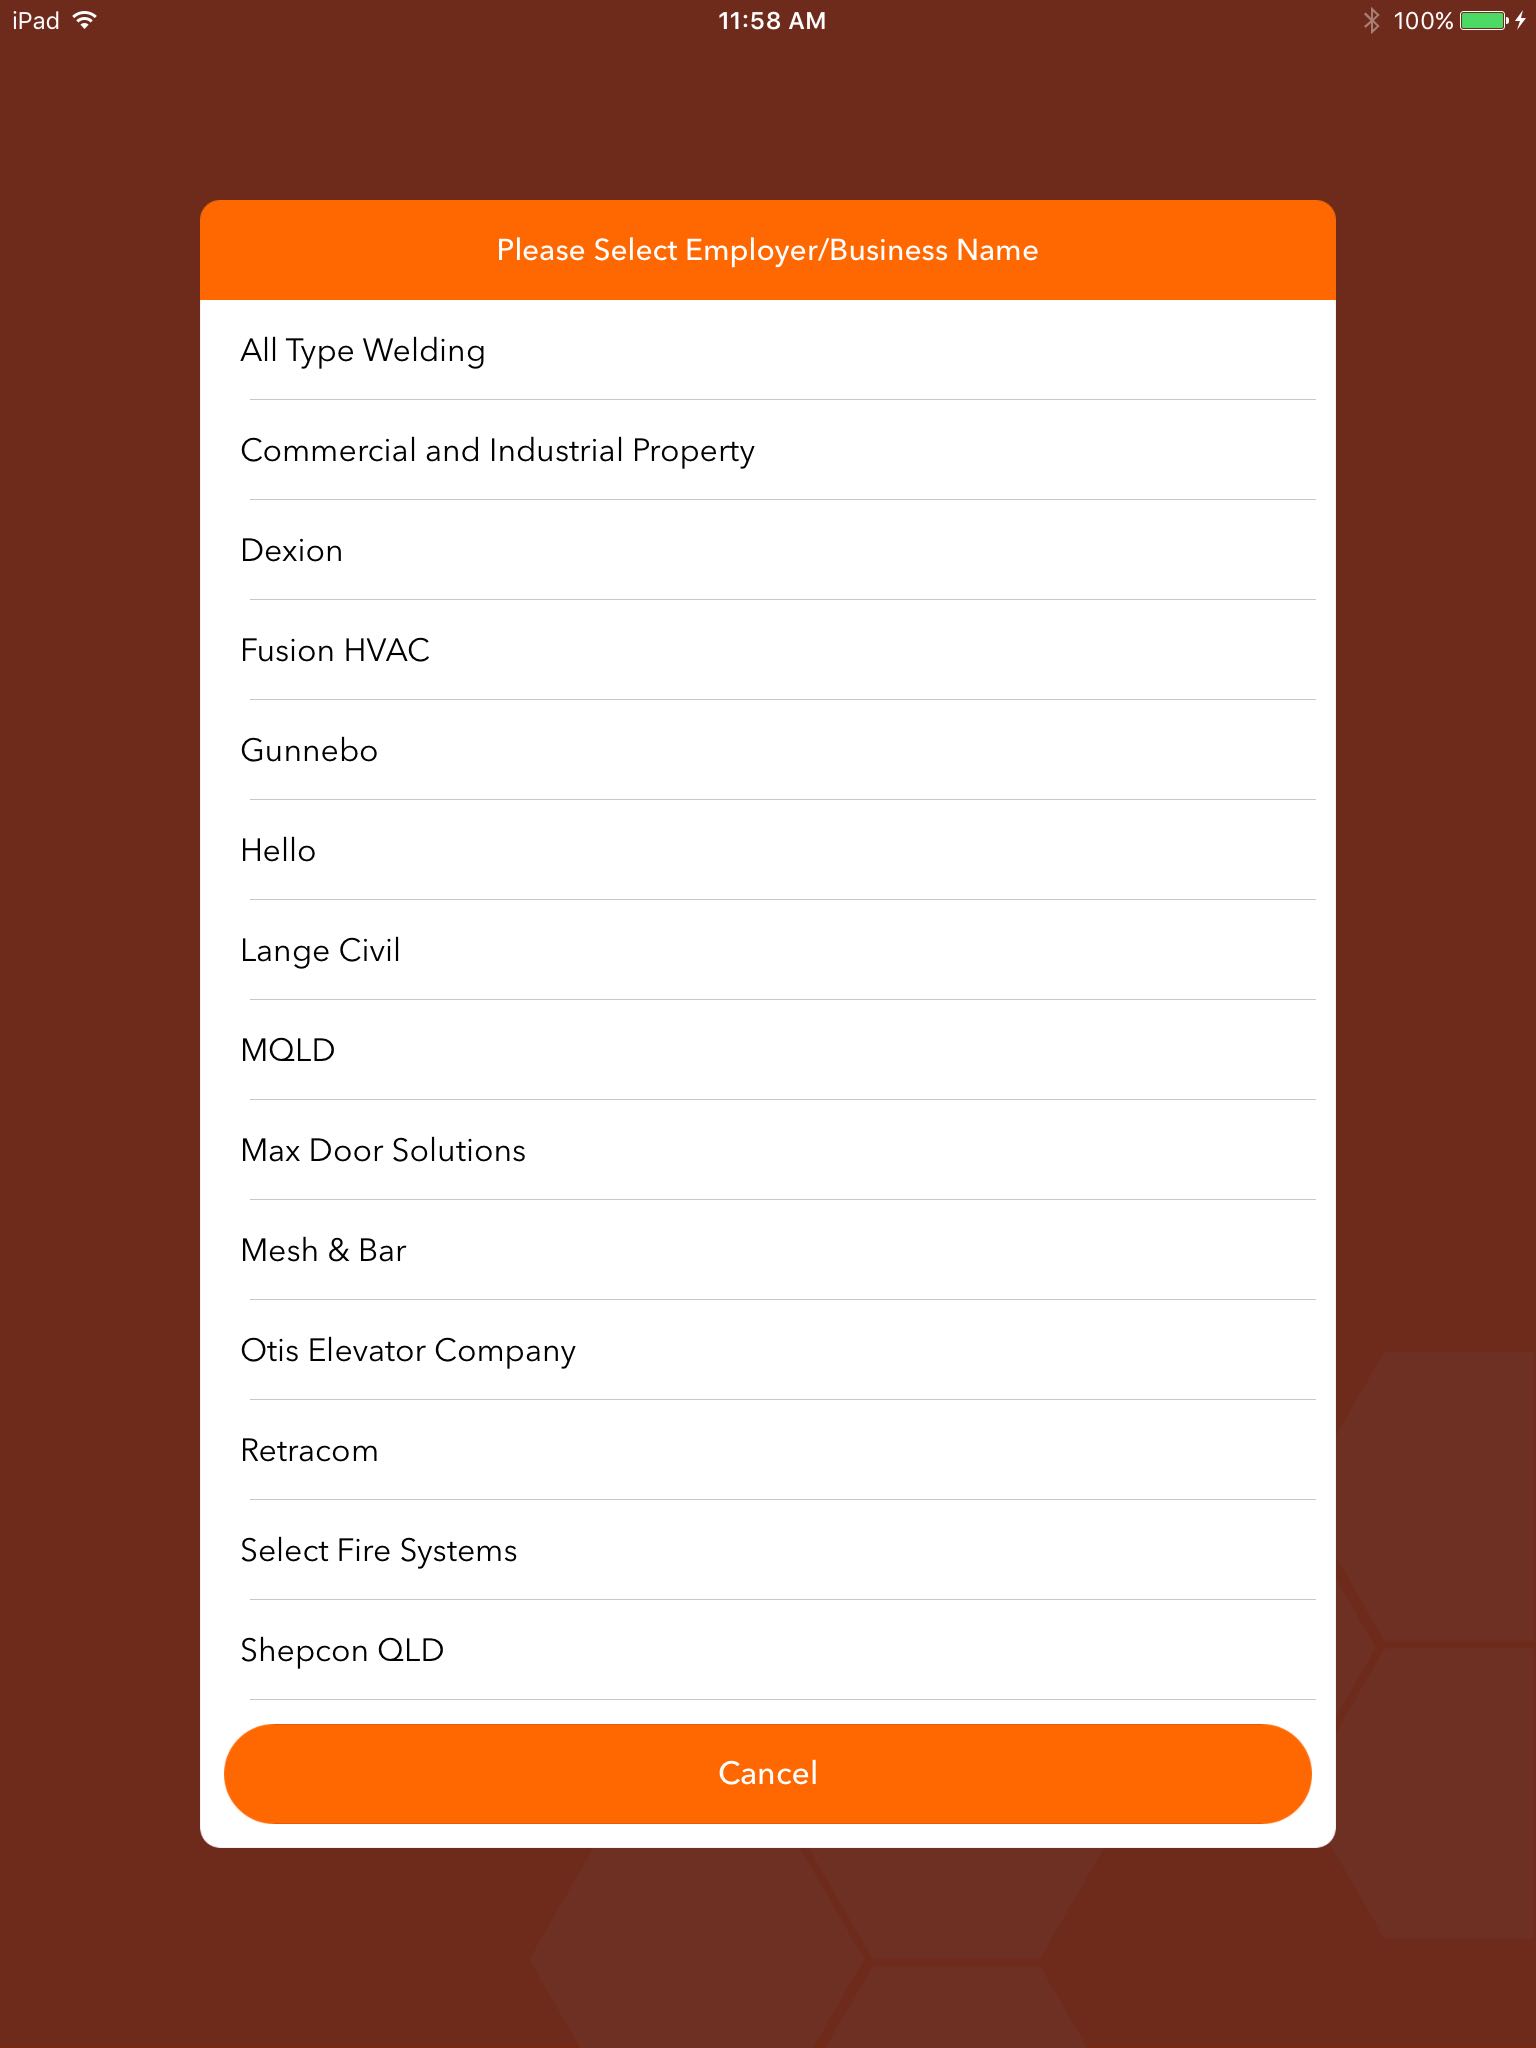 iPad 11:58 AM 100%
Please Select Employer/Business Name
All Type Welding
Commercial and Industrial Property
Dexion
Fusion HVAC
Gunnebo
Hello
Lange Civil
MQLD
Max Door Solutions
Mesh & Bar
Otis Elevator Company
Retracom
Select Fire Systems
Shepcon QLD
Cancel